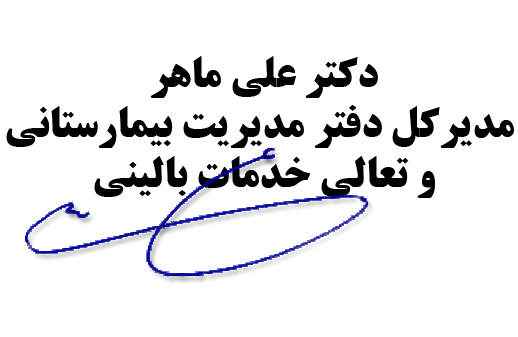 دکتر علی ماهر
مدیرکل دفتر مدیریت بیمارستانی
و تعالی خدمات بالینی